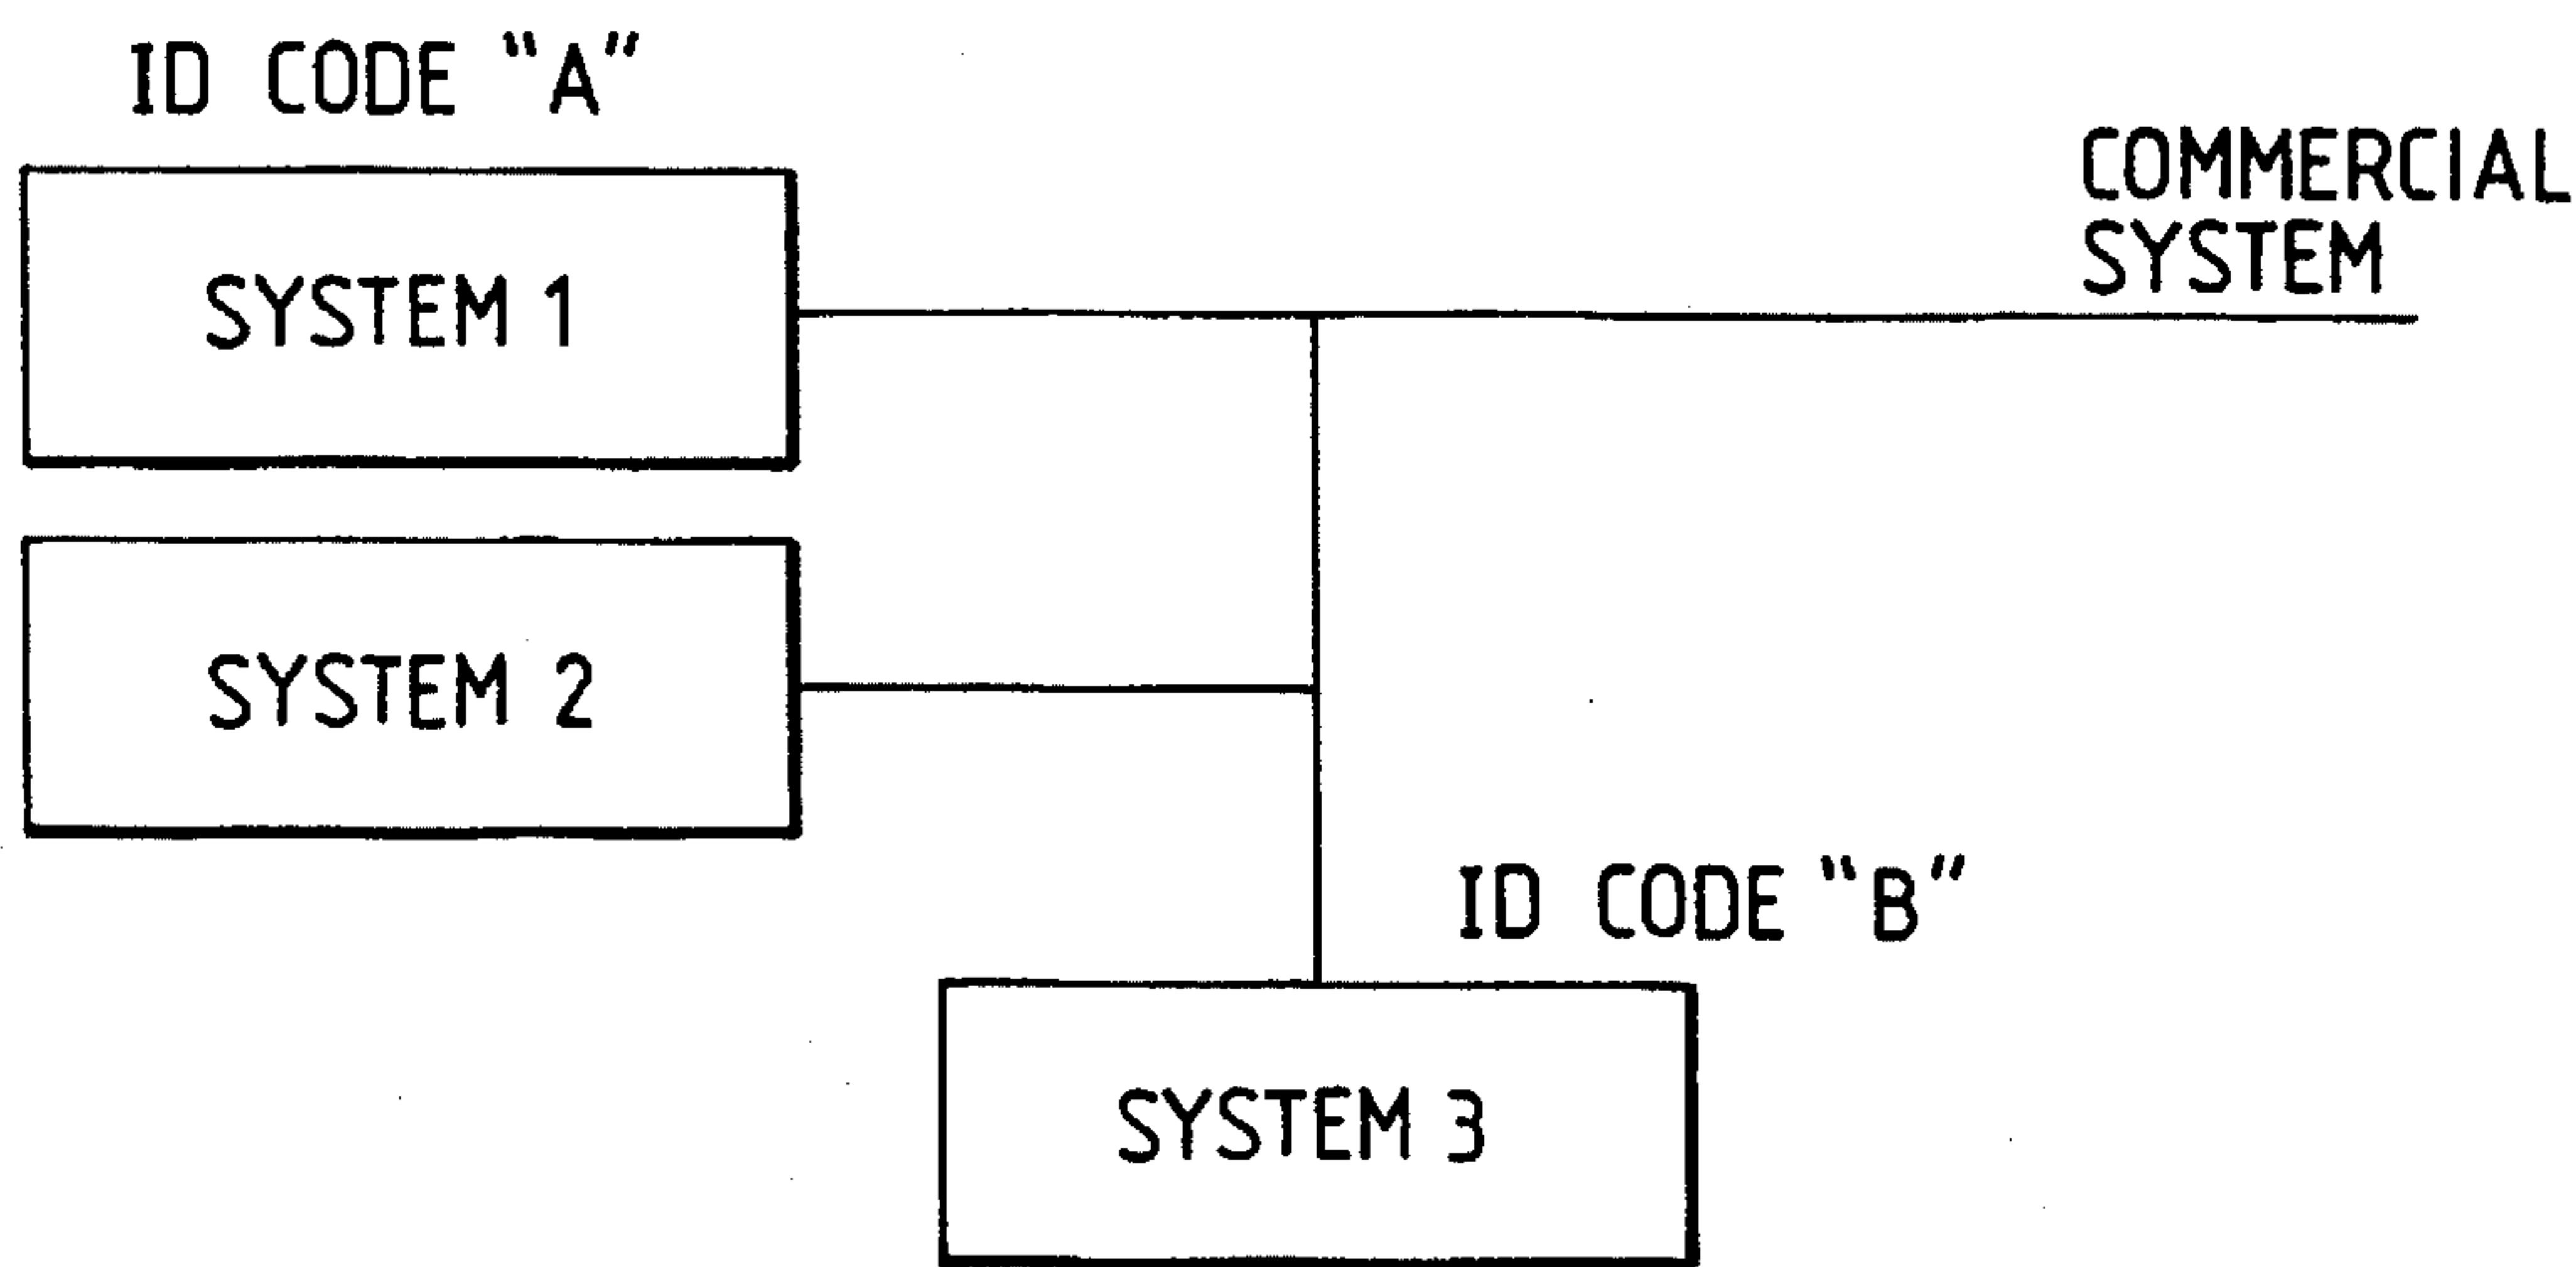 ID CODE “A”
COMMERCIAL
SYSTEM
SYSTEM 1
SYSTEM 2
ID CODE “B”
SYSTEM 3